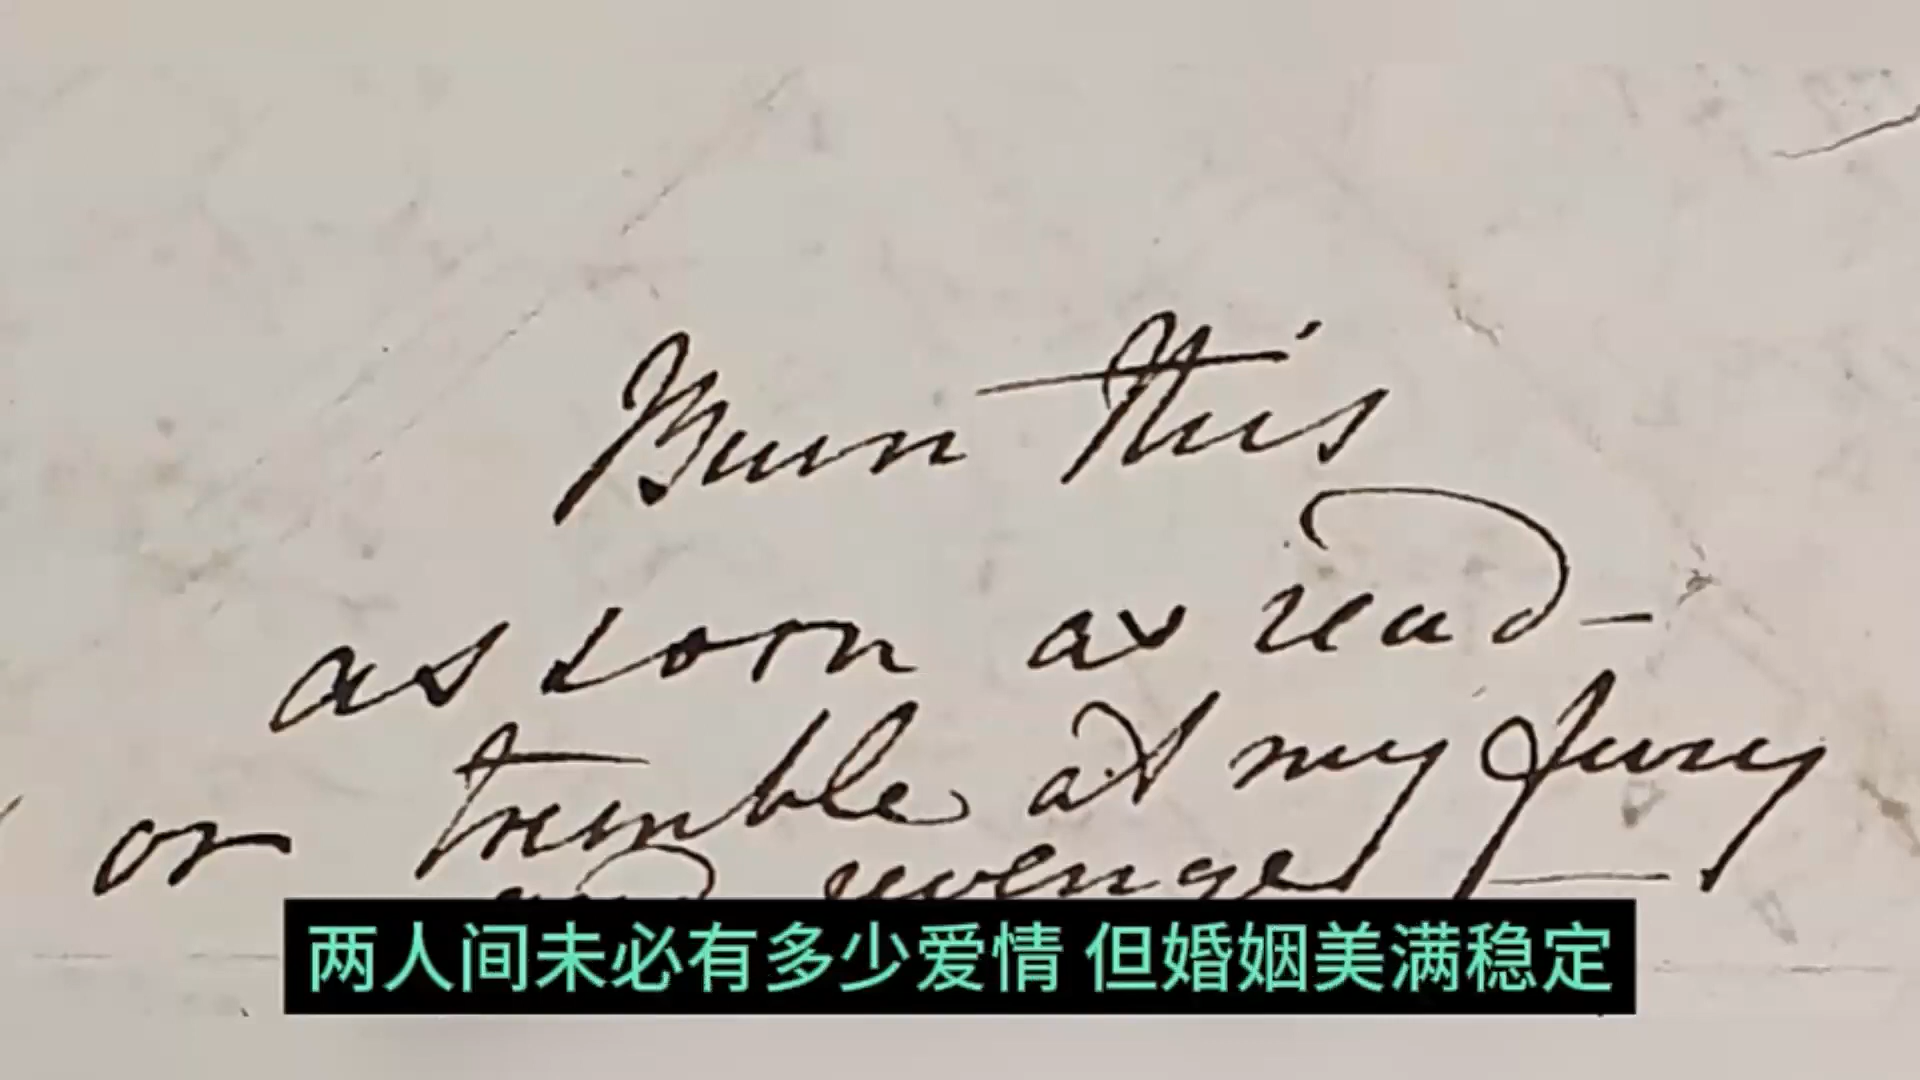 Burn this
as soon as read-
or tremble at my fury
and revenge
两人间未必有多少爱情 但婚姻美满稳定